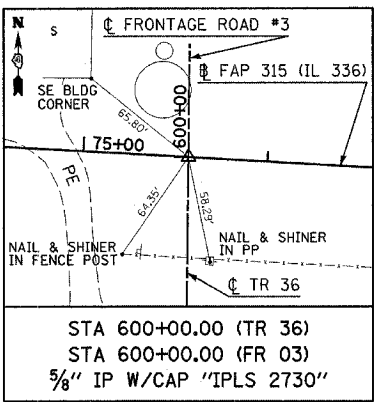 N
S
℄ FRONTAGE ROAD #3
SE BLDG
CORNER
65.80'
600+00
B FAP 315 (IL 336)
75+00
PE
64.35'
58.29'
NAIL & SHINER
IN FENCE POST
NAIL & SHINER
IN PP
℄ TR 36
STA 600+00.00 (TR 36)
STA 600+00.00 (FR 03)
⅝" IP W/CAP "IPLS 2730"